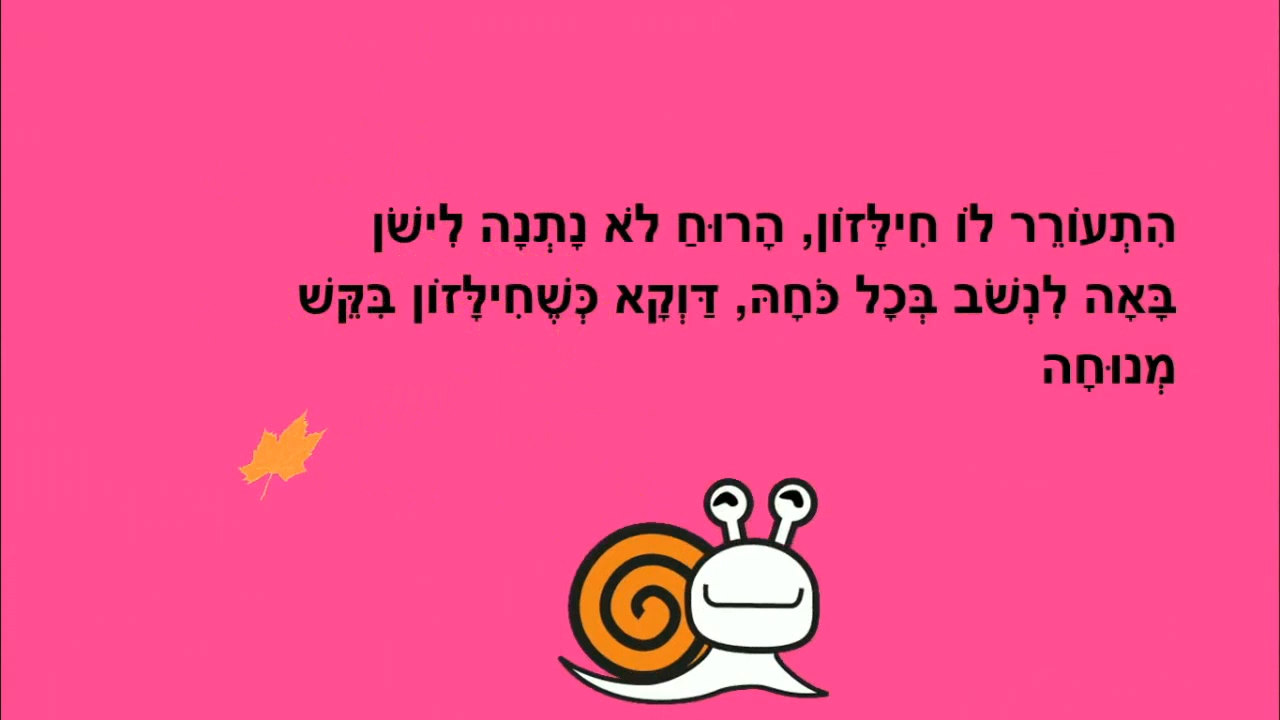 הִתְעוֹרֵר לוֹ חִילָּזוֹן, הָרוּחַ לֹא נָתְנָה לִישֹׁן
בָּאָה לִנְשֹׁב בְּכָל כֹּחָהּ, דַּוְקָא כְּשֶׁחִילָּזוֹן בִּקֵּשׁ
מְנוּחָה